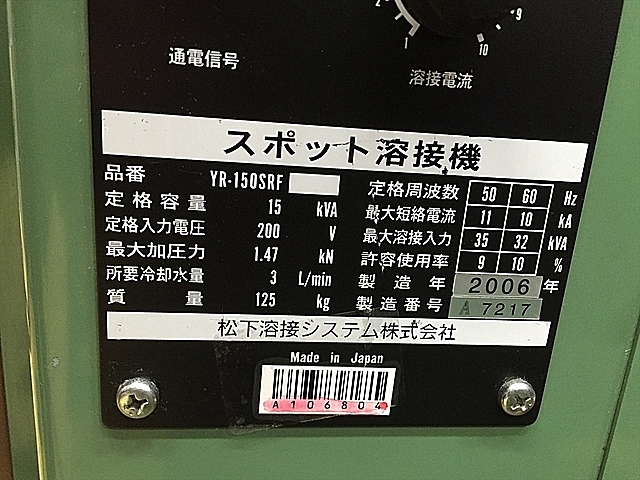 2 1 10 9
通電信号
溶接電流
スポット溶接機
品番 YR-150SRF
定格容量 15 kVA
定格入力電圧 200 V
最大加圧力 1.47 kN
所要冷却水量 3 L/min
質量 125 kg
定格周波数 50 60 Hz
最大短絡電流 11 10 kA
最大溶接入力 35 32 kVA
許容使用率 9 10 %
製造年 2006 年
製造番号 A 7217
松下溶接システム株式会社
Made in Japan
A106804